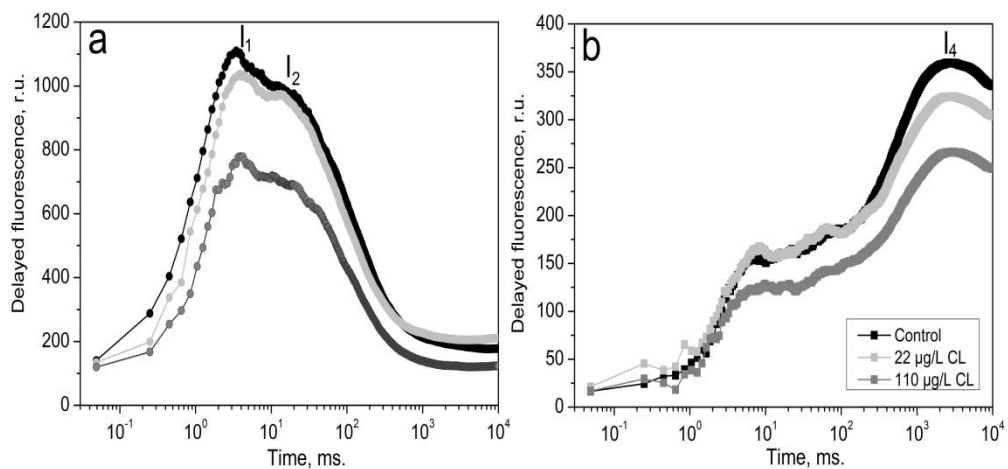 a
I₁
I₂
Delayed fluorescence, r.u.
1200
1000
800
600
400
200
0
10⁻¹ 10⁰ 10¹ 10² 10³ 10⁴
Time, ms.
b
I₄
Delayed fluorescence, r.u.
400
350
300
250
200
150
100
50
0
Control
22 µg/L CL
110 µg/L CL
10⁻¹ 10⁰ 10¹ 10² 10³ 10⁴
Time, ms.